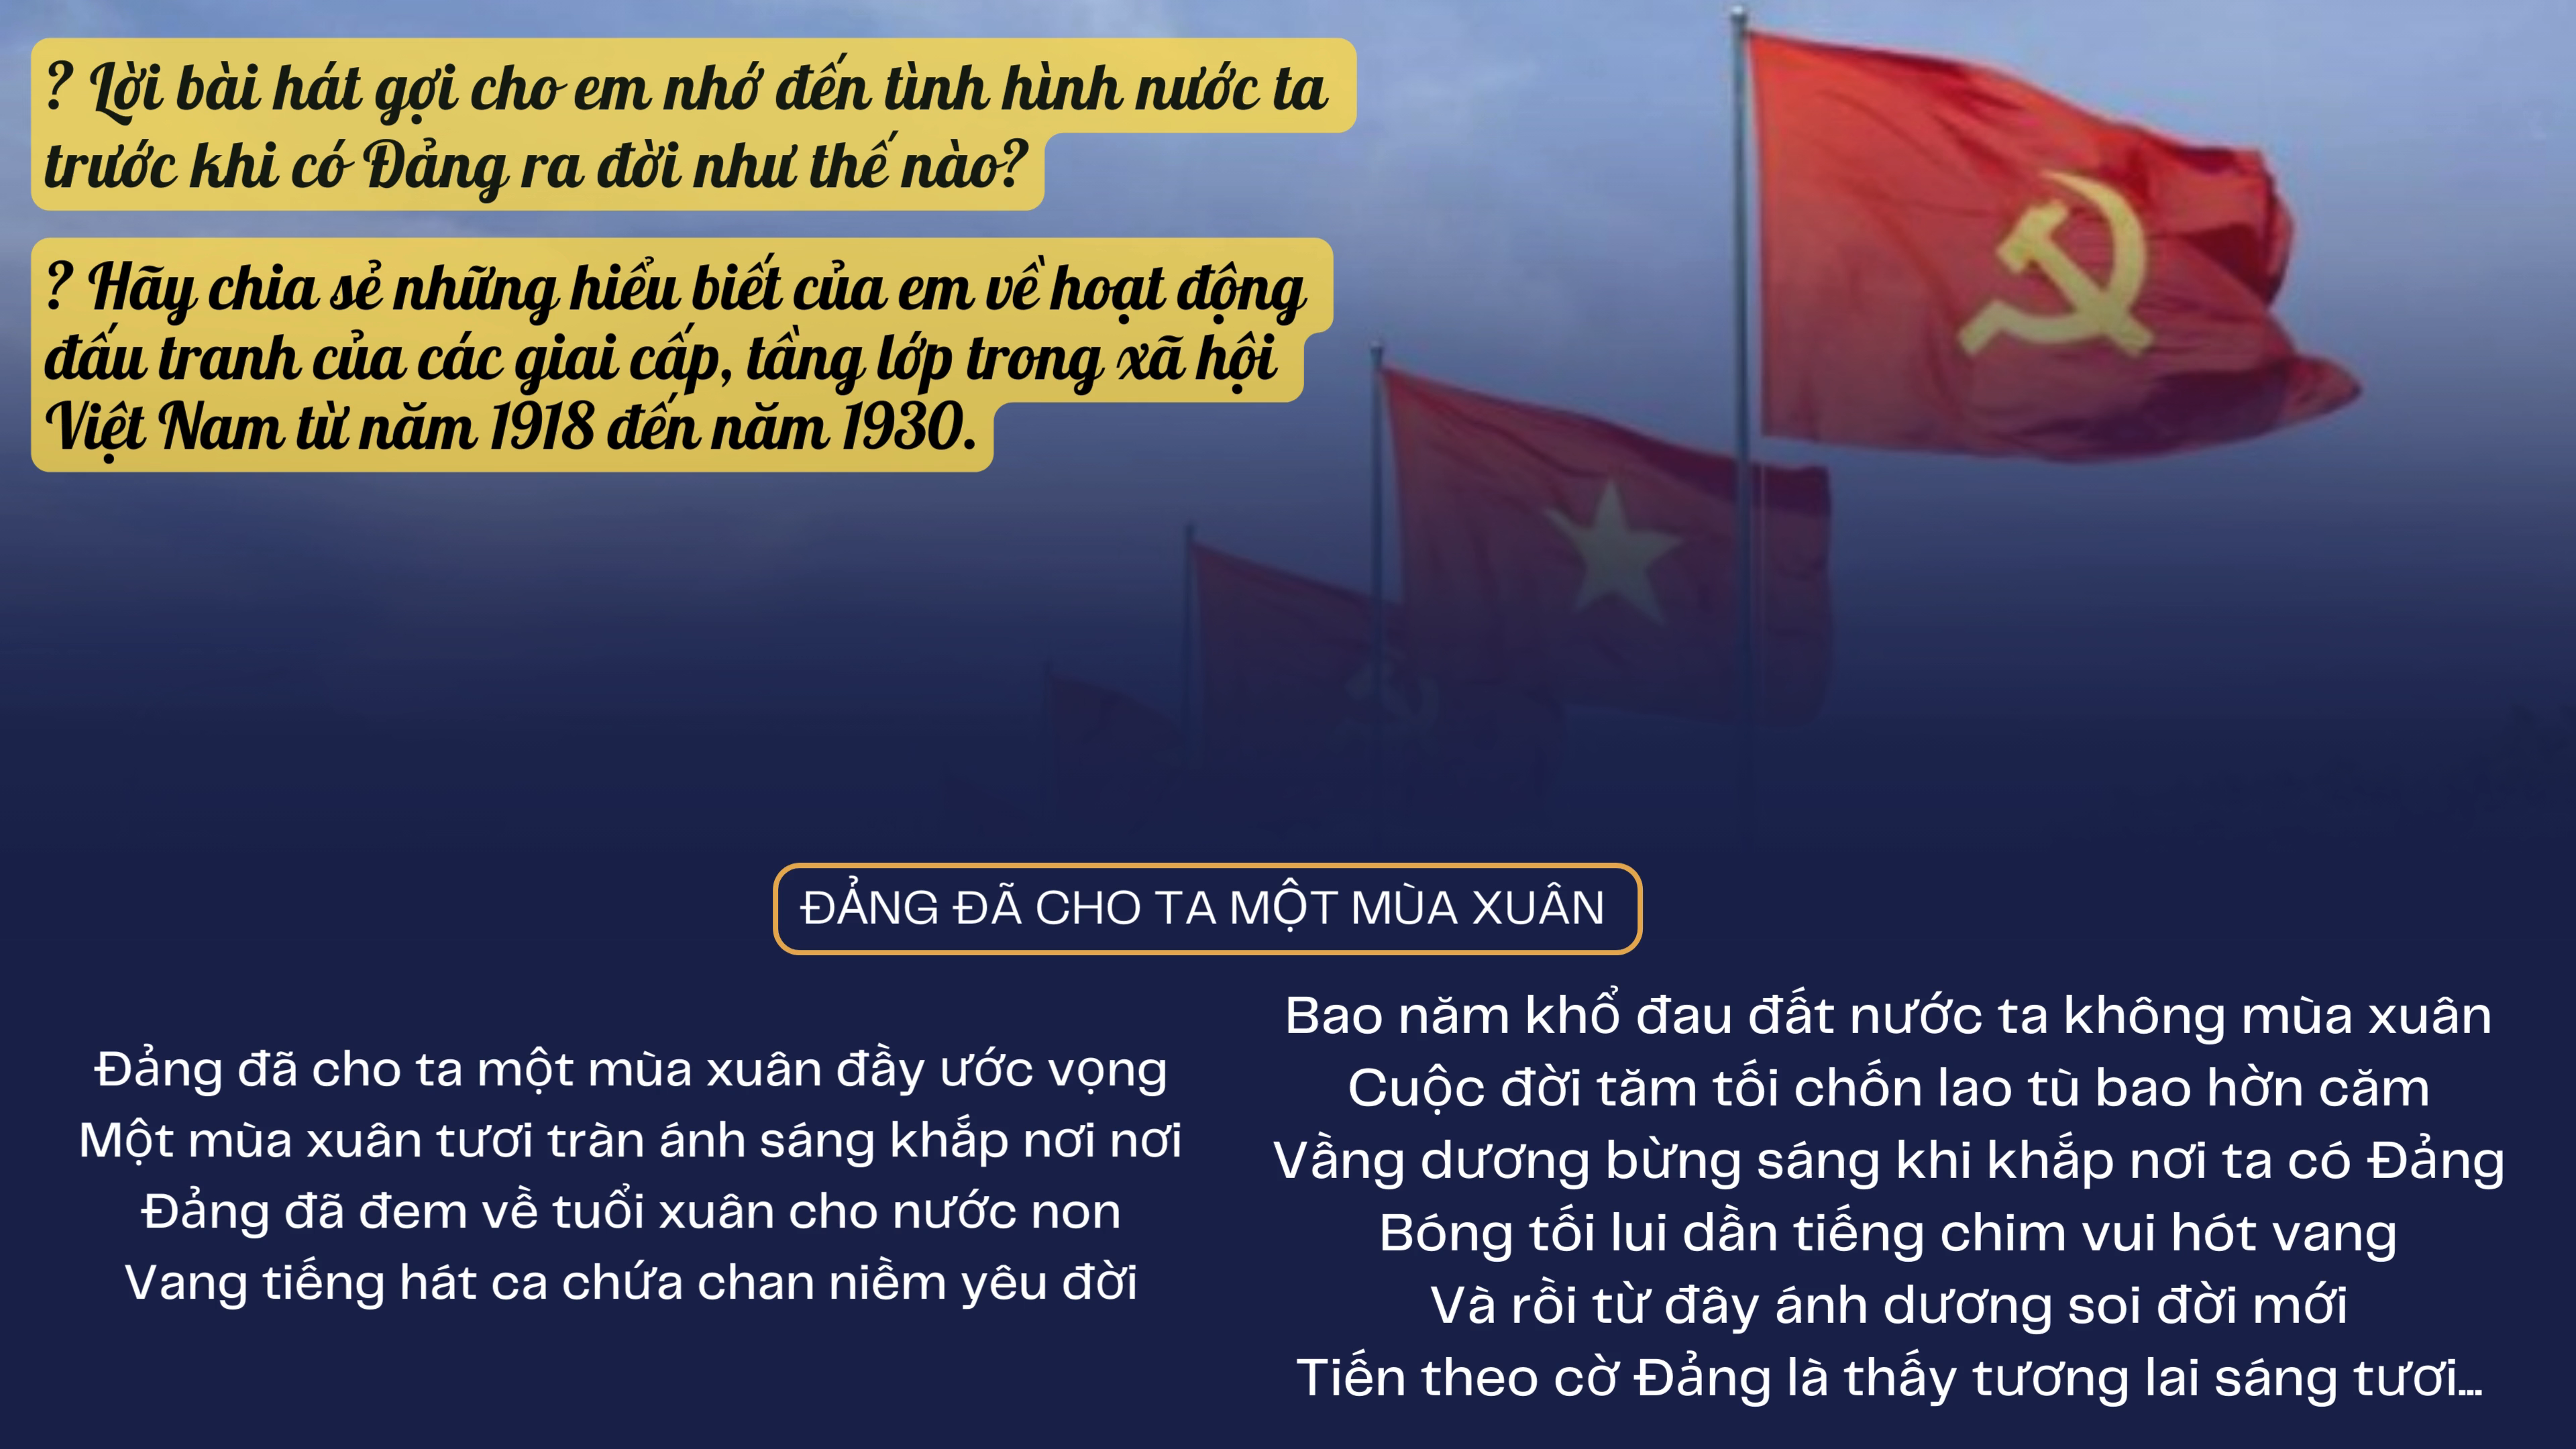 ? Lời bài hát gợi cho em nhớ đến tình hình nước ta
trước khi có Đảng ra đời như thế nào?
? Hãy chia sẻ những hiểu biết của em về hoạt động
đấu tranh của các giai cấp, tầng lớp trong xã hội
Việt Nam từ năm 1918 đến năm 1930.
ĐẢNG ĐÃ CHO TA MỘT MÙA XUÂN
Đảng đã cho ta một mùa xuân đầy ước vọng
Một mùa xuân tươi tràn ánh sáng khắp nơi nơi
Đảng đã đem về tuổi xuân cho nước non
Vang tiếng hát ca chứa chan niềm yêu đời
Bao năm khổ đau đất nước ta không mùa xuân
Cuộc đời tăm tối chốn lao tù bao hờn căm
Vầng dương bừng sáng khi khắp nơi ta có Đảng
Bóng tối lui dần tiếng chim vui hót vang
Và rồi từ đây ánh dương soi đời mới
Tiến theo cờ Đảng là thấy tương lai sáng tươi...